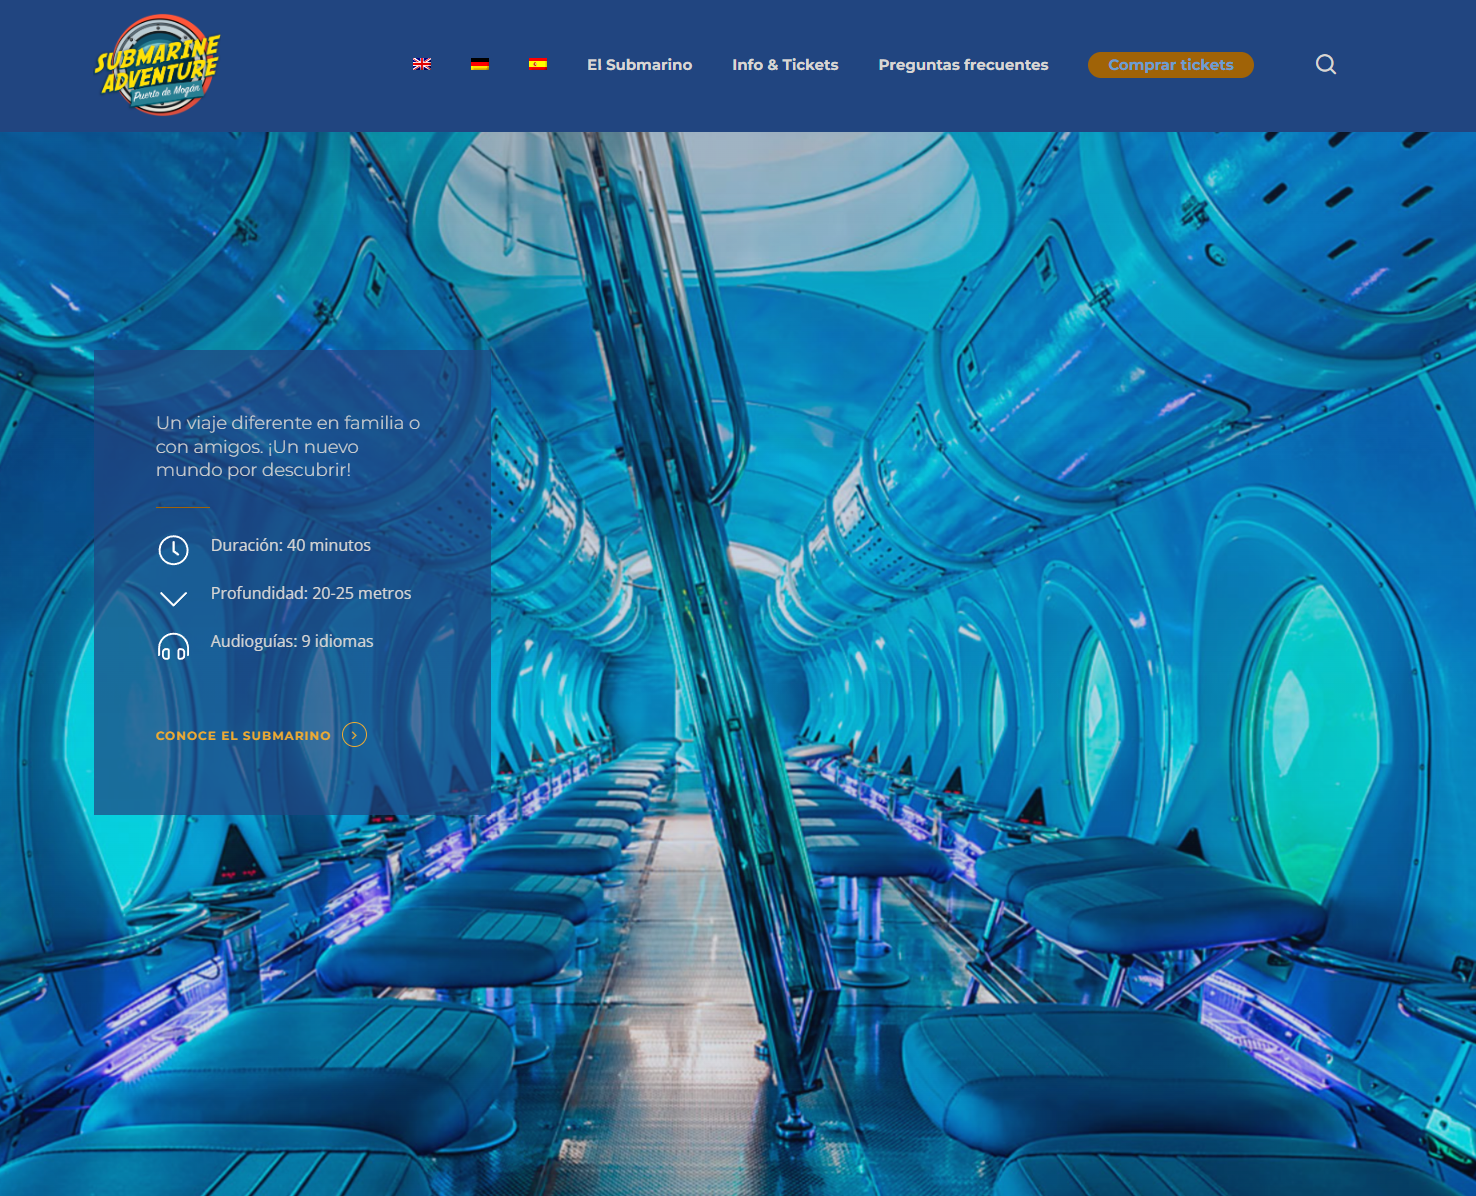 SUBMARINE
ADVENTURE
Puerto de Mogán
El Submarino
Info & Tickets
Preguntas frecuentes
Comprar tickets
Un viaje diferente en familia o
con amigos. ¡Un nuevo
mundo por descubrir!
Duración: 40 minutos
Profundidad: 20-25 metros
Audioguías: 9 idiomas
CONOCE EL SUBMARINO